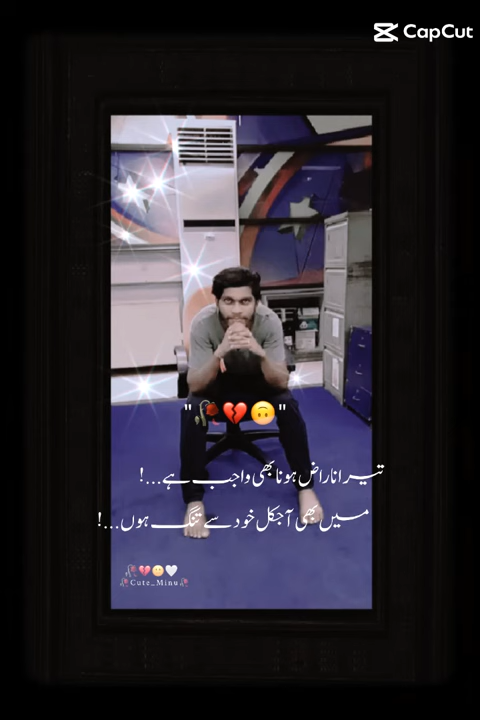 CapCut
"🥀💔🙃"
تیرا ناراض ہونا بھی واجب ہے...!
میں بھی آجکل خود سے تنگ ہوں...!
🥀💔😶🤍
🥀Cute_Minu🥀